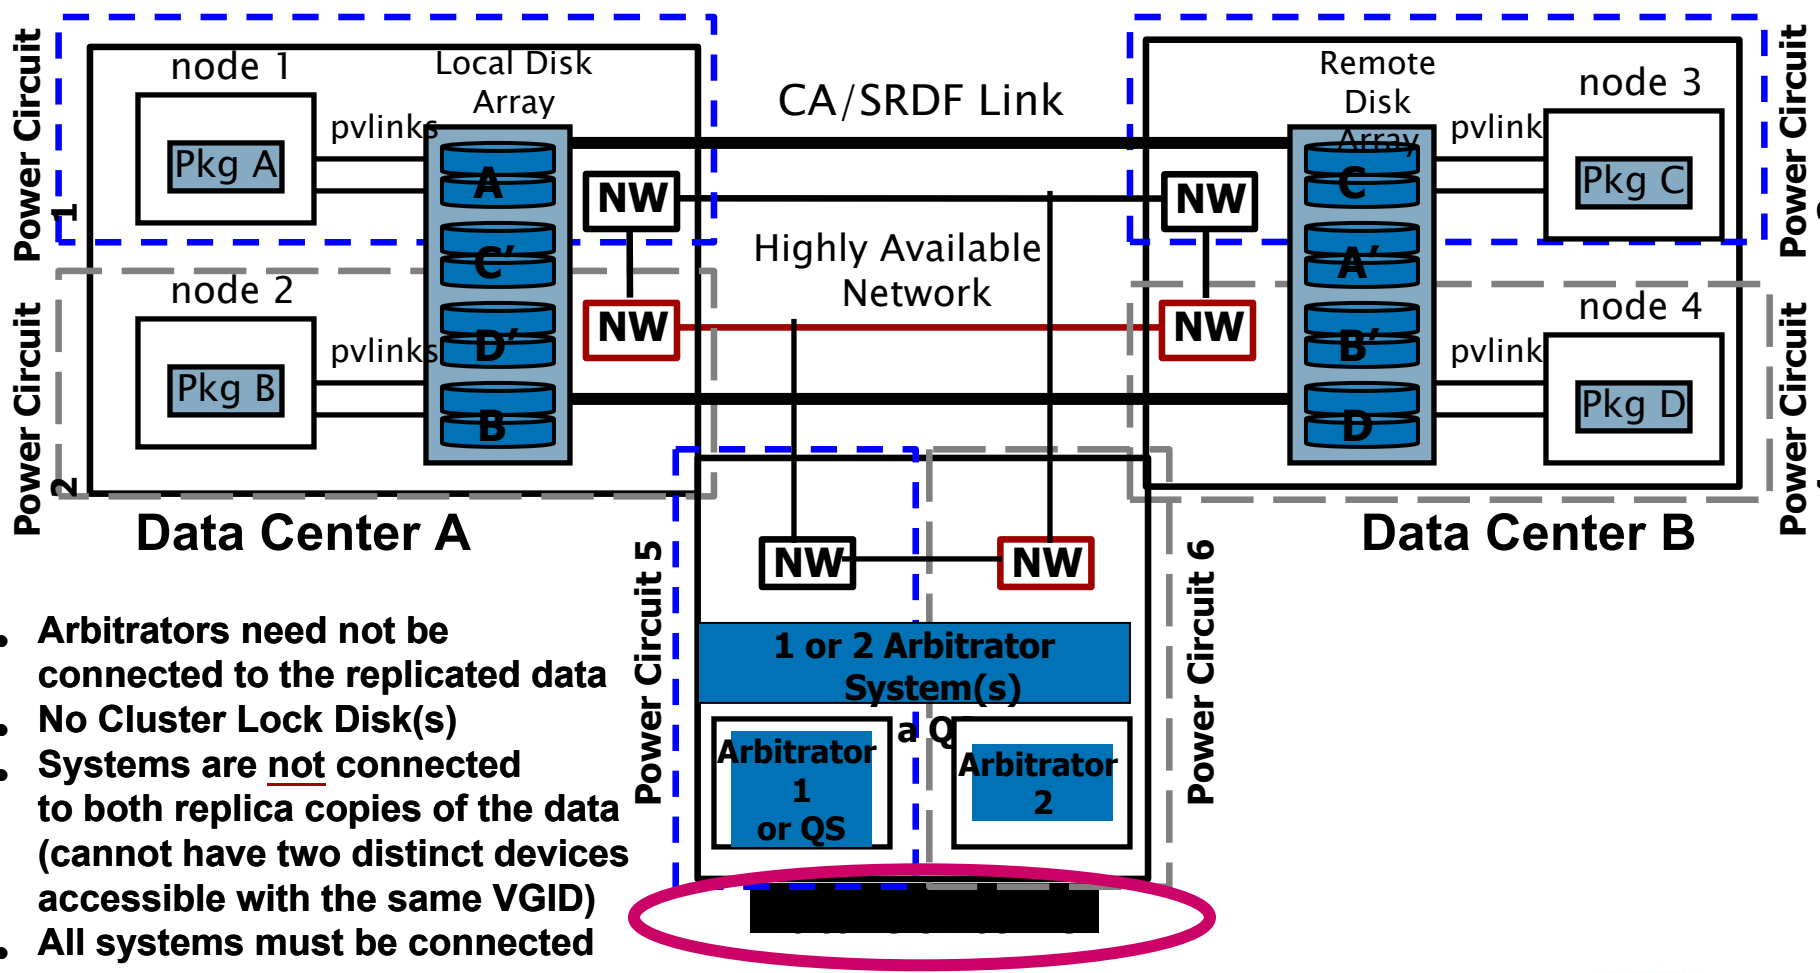 Power Circuit
1
node 1
Pkg A
pvlinks
Local Disk
Array
A
C'
D'
B
NW
NW
Power Circuit
2
node 2
Pkg B
pvlinks
Data Center A
CA/SRDF Link
Highly Available
Network
Remote
Disk
Array
C
A'
B'
D
NW
NW
pvlink
node 3
Pkg C
Power Circuit
pvlink
node 4
Pkg D
Power Circuit
Data Center B
Power Circuit 5
NW
NW
Power Circuit 6
1 or 2 Arbitrator
System(s)
a Q
Arbitrator
1
or QS
Arbitrator
2
• Arbitrators need not be
connected to the replicated data
• No Cluster Lock Disk(s)
• Systems are not connected
to both replica copies of the data
(cannot have two distinct devices
accessible with the same VGID)
• All systems must be connected